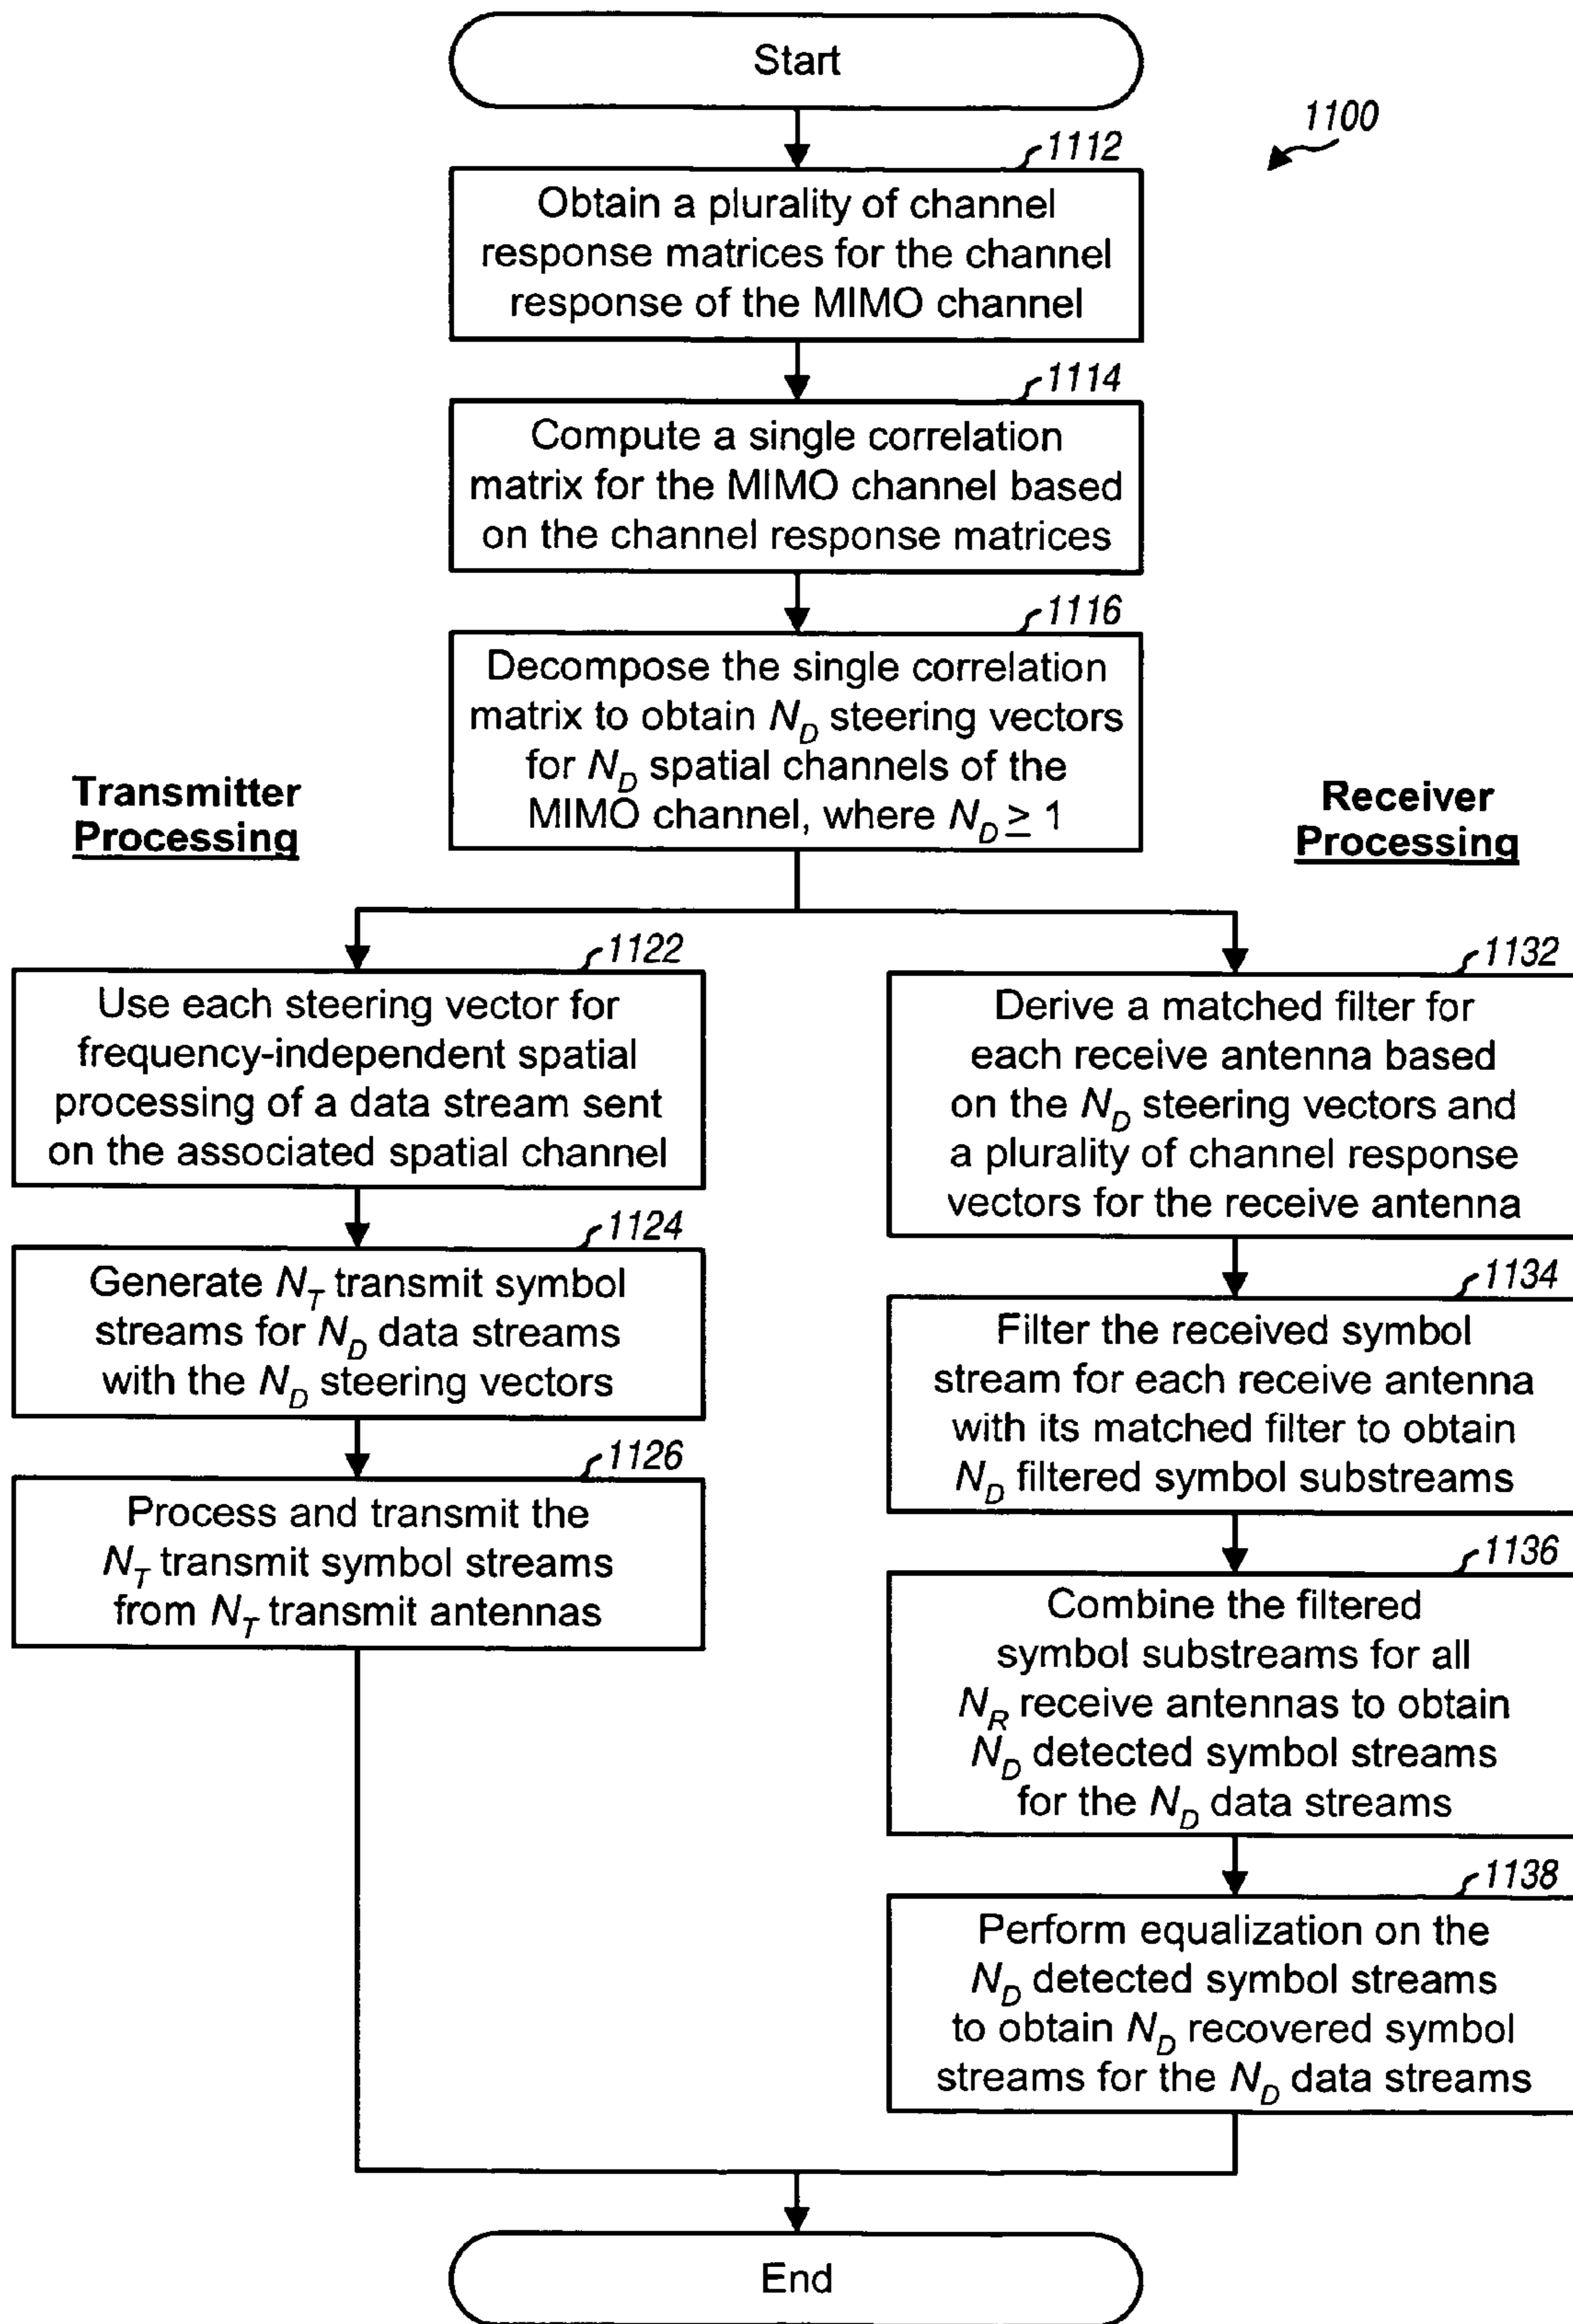 Start
1100
1112
Obtain a plurality of channel
response matrices for the channel
response of the MIMO channel
1114
Compute a single correlation
matrix for the MIMO channel based
on the channel response matrices
1116
Decompose the single correlation
matrix to obtain N_D steering vectors
for N_D spatial channels of the
MIMO channel, where N_D ≥ 1
Transmitter
Processing
Receiver
Processing
1122
Use each steering vector for
frequency-independent spatial
processing of a data stream sent
on the associated spatial channel
1124
Generate N_T transmit symbol
streams for N_D data streams
with the N_D steering vectors
1126
Process and transmit the
N_T transmit symbol streams
from N_T transmit antennas
1132
Derive a matched filter for
each receive antenna based
on the N_D steering vectors and
a plurality of channel response
vectors for the receive antenna
1134
Filter the received symbol
stream for each receive antenna
with its matched filter to obtain
N_D filtered symbol substreams
1136
Combine the filtered
symbol substreams for all
N_R receive antennas to obtain
N_D detected symbol streams
for the N_D data streams
1138
Perform equalization on the
N_D detected symbol streams
to obtain N_D recovered symbol
streams for the N_D data streams
End